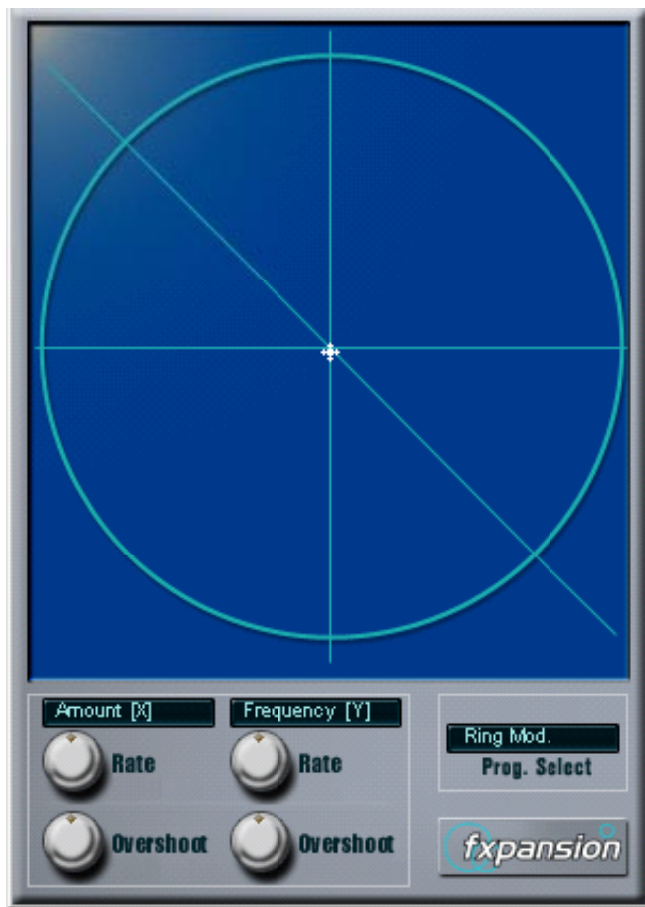 Amount [X]
Frequency [Y]
Rate
Rate
Overshoot
Overshoot
Ring Mod.
Prog. Select
fxpansion